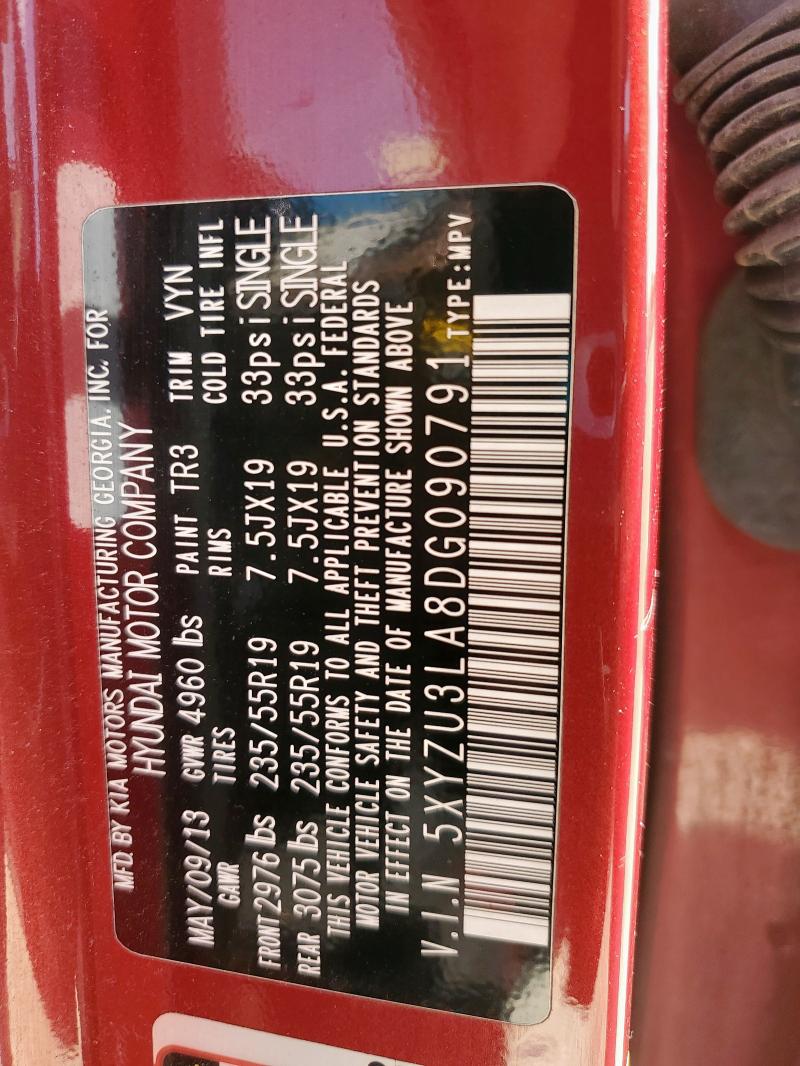 MFD. BY KIA MOTORS MANUFACTURING GEORGIA. INC. FOR
HYUNDAI MOTOR COMPANY
MAY/09/13 GVWR 4960 lbs PAINT TR3 TRIM VYN
GAWR TIRES RIMS COLD TIRE INFL
FRONT 2976 lbs 235/55R19 7.5JX19 33psi SINGLE
REAR 3075 lbs 235/55R19 7.5JX19 33psi SINGLE
THIS VEHICLE CONFORMS TO ALL APPLICABLE U.S.A. FEDERAL
MOTOR VEHICLE SAFETY AND THEFT PREVENTION STANDARDS
IN EFFECT ON THE DATE OF MANUFACTURE SHOWN ABOVE
V.I.N 5XYZU3LA8DG090791 TYPE:MPV